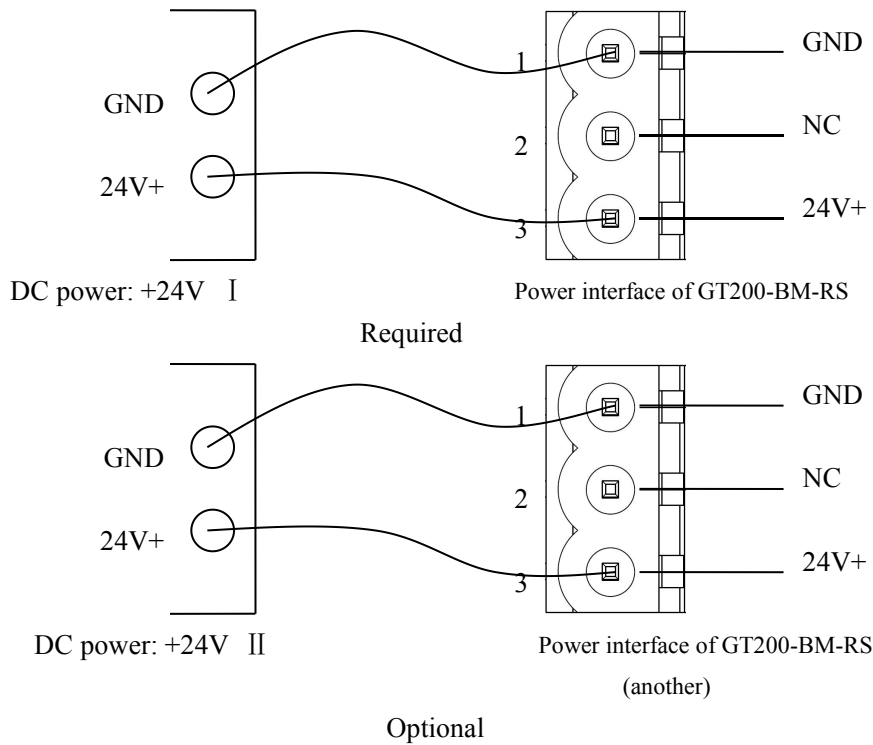 GND
24V+
1
2
3
GND
NC
24V+
DC power: +24V Ⅰ
Power interface of GT200-BM-RS
Required
GND
24V+
1
2
3
GND
NC
24V+
DC power: +24V Ⅱ
Power interface of GT200-BM-RS
(another)
Optional